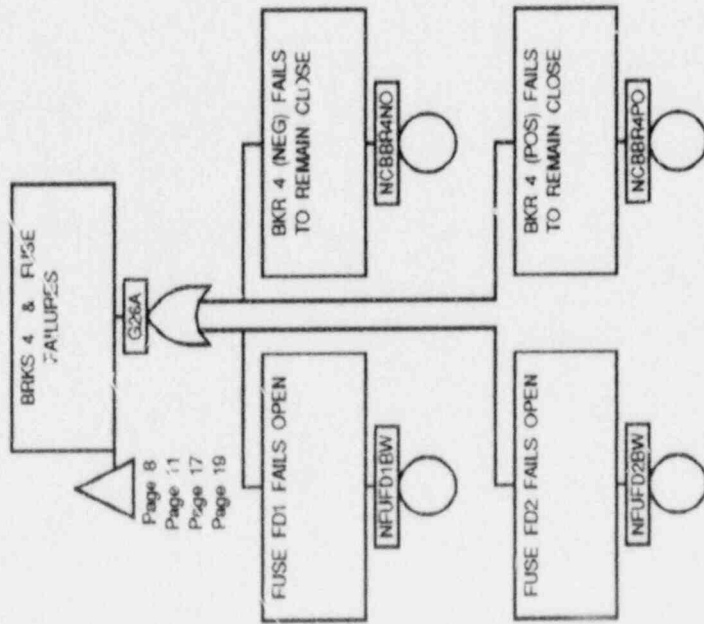 BRKS 4 & FUSE
FAILURES
G26A
Page 8
Page 11
Page 17
Page 19
FUSE FD1 FAILS OPEN
NFUFD1BW
BKR 4 (NEG) FAILS
TO REMAIN CLOSE
NCBBR4NO
FUSE FD2 FAILS OPEN
NFUFD2BW
BKR 4 (POS) FAILS
TO REMAIN CLOSE
NCBBR4PO